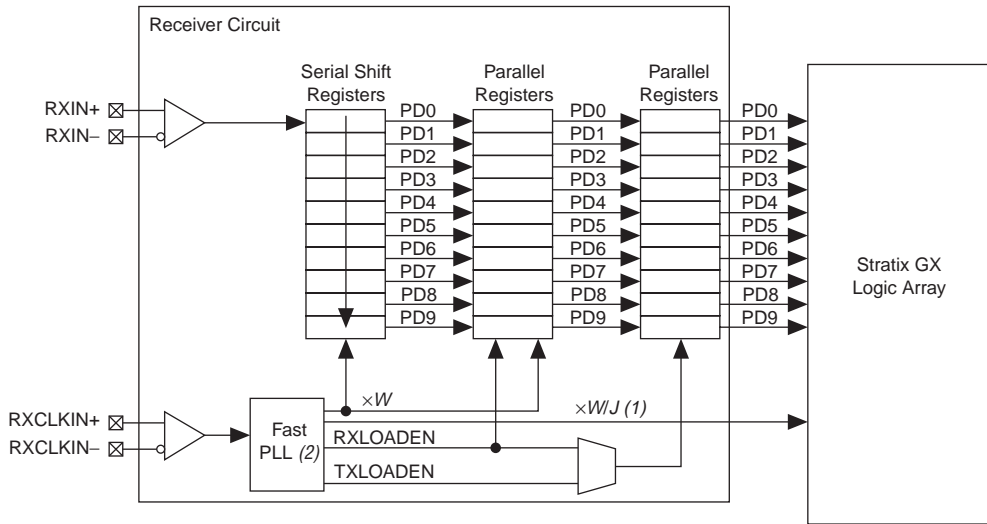 Receiver Circuit
Serial Shift
Registers
Parallel
Registers
Parallel
Registers
RXIN+
RXIN−
PD0 PD0 PD0
PD1 PD1 PD1
PD2 PD2 PD2
PD3 PD3 PD3
PD4 PD4 PD4
PD5 PD5 PD5
PD6 PD6 PD6
PD7 PD7 PD7
PD8 PD8 PD8
PD9 PD9 PD9
Stratix GX
Logic Array
×W
×W/J (1)
RXCLKIN+
RXCLKIN−
Fast
PLL (2)
RXLOADEN
TXLOADEN